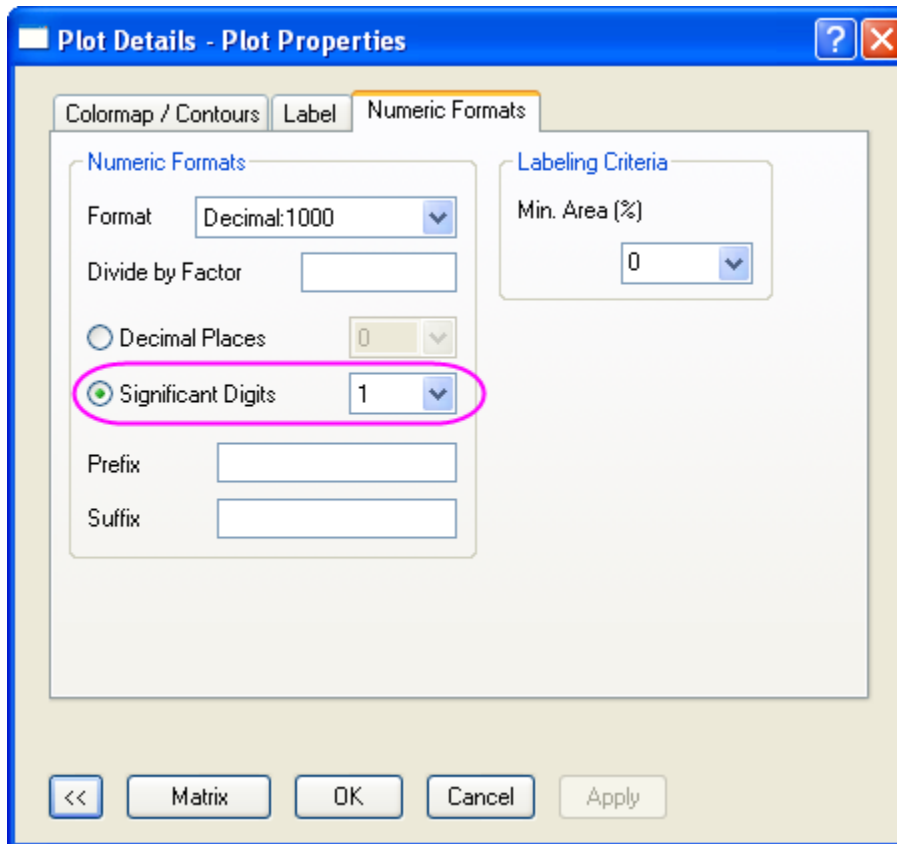 Plot Details - Plot Properties
?
Colormap / Contours Label Numeric Formats
Numeric Formats
Format Decimal:1000
Divide by Factor
Decimal Places 0
Significant Digits 1
Prefix
Suffix
Labeling Criteria
Min. Area (%)
0
<< Matrix OK Cancel Apply